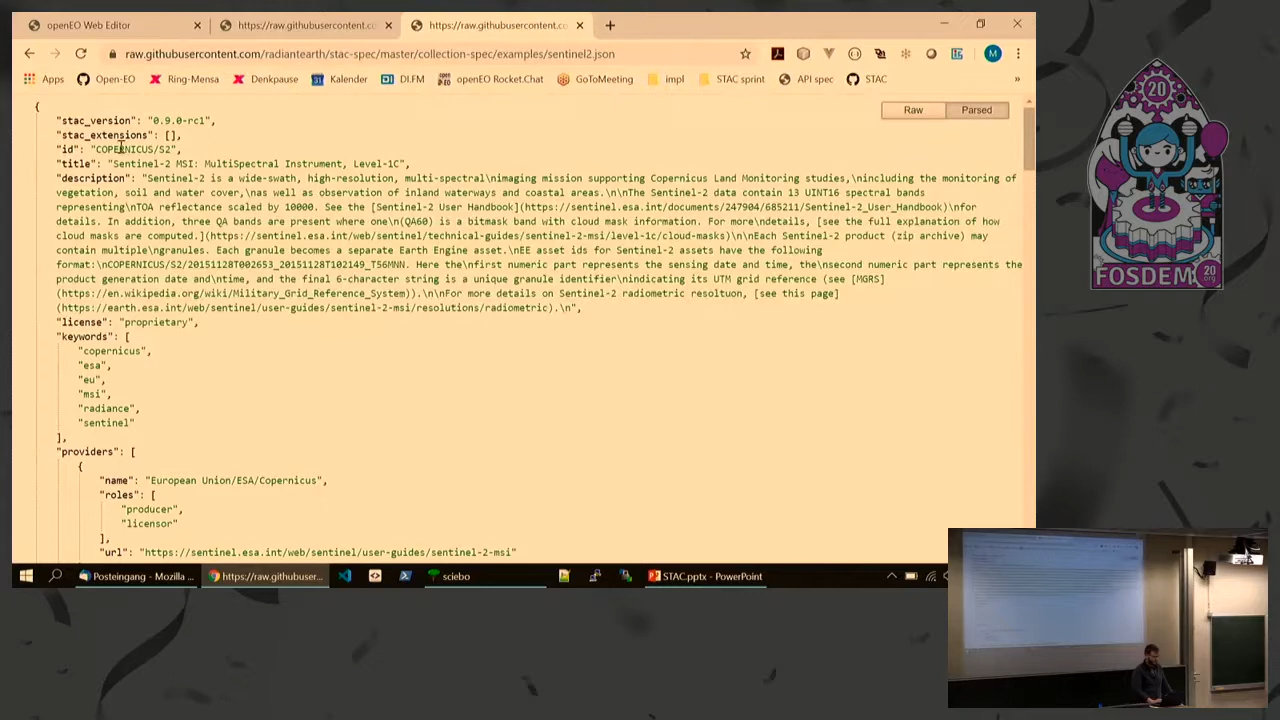 openEO Web Editor
https://raw.githubusercontent.co
https://raw.githubusercontent.co
raw.githubusercontent.com/radiantearth/stac-spec/master/collection-spec/examples/sentinel2.json
M
Apps
Open-EO
Ring-Mensa
Denkpause
Kalender
DI.FM
openEO Rocket.Chat
GoToMeeting
impl
STAC sprint
API spec
STAC
»
Raw
Parsed
{
"stac_version": "0.9.0-rc1",
"stac_extensions": [],
"id": "COPERNICUS/S2",
"title": "Sentinel-2 MSI: MultiSpectral Instrument, Level-1C",
"description": "Sentinel-2 is a wide-swath, high-resolution, multi-spectral\nimaging mission supporting Copernicus Land Monitoring studies,\nincluding the monitoring of
vegetation, soil and water cover,\nas well as observation of inland waterways and coastal areas.\n\nThe Sentinel-2 data contain 13 UINT16 spectral bands
representing\nTOA reflectance scaled by 10000. See the [Sentinel-2 User Handbook](https://sentinel.esa.int/documents/247904/685211/Sentinel-2_User_Handbook)\nfor
details. In addition, three QA bands are present where one\n(QA60) is a bitmask band with cloud mask information. For more\ndetails, [see the full explanation of how
cloud masks are computed.](https://sentinel.esa.int/web/sentinel/technical-guides/sentinel-2-msi/level-1c/cloud-masks)\n\nEach Sentinel-2 product (zip archive) may
contain multiple\ngranules. Each granule becomes a separate Earth Engine asset.\nEE asset ids for Sentinel-2 assets have the following
format:\nCOPERNICUS/S2/20151128T002653_20151128T102149_T56MNN. Here the\nfirst numeric part represents the sensing date and time, the\nsecond numeric part represents the
product generation date and\ntime, and the final 6-character string is a unique granule identifier\nindicating its UTM grid reference (see [MGRS]
(https://en.wikipedia.org/wiki/Military_Grid_Reference_System)).\n\nFor more details on Sentinel-2 radiometric resoltuon, [see this page]
(https://earth.esa.int/web/sentinel/user-guides/sentinel-2-msi/resolutions/radiometric).\n",
"license": "proprietary",
"keywords": [
"copernicus",
"esa",
"eu",
"msi",
"radiance",
"sentinel"
],
"providers": [
{
"name": "European Union/ESA/Copernicus",
"roles": [
"producer",
"licensor"
],
"url": "https://sentinel.esa.int/web/sentinel/user-guides/sentinel-2-msi"
Posteingang - Mozilla ...
https://raw.githubuser...
sciebo
STAC.pptx - PowerPoint
20
FOSDEM
20
.org